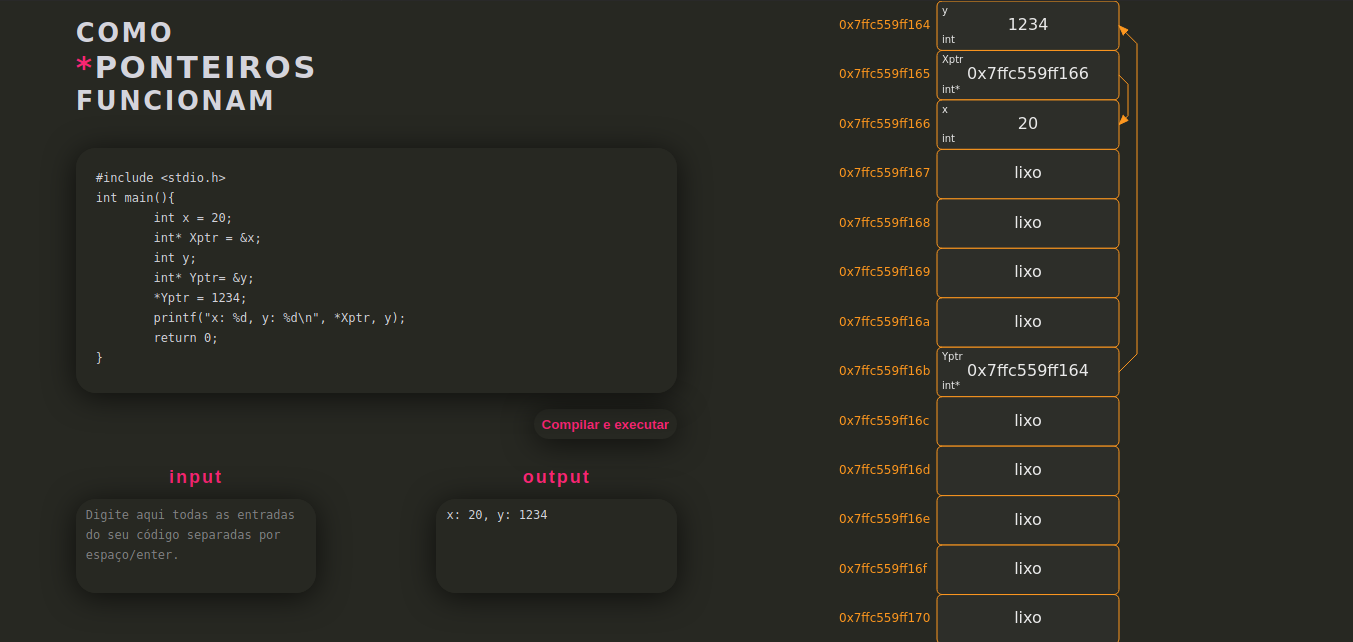 COMO
*PONTEIROS
FUNCIONAM
#include <stdio.h>
int main(){
int x = 20;
int* Xptr = &x;
int y;
int* Yptr= &y;
*Yptr = 1234;
printf("x: %d, y: %d\n", *Xptr, y);
return 0;
}
Compilar e executar
input
Digite aqui todas as entradas
do seu código separadas por
espaço/enter.
output
x: 20, y: 1234
0x7ffc559ff164
y
1234
int
0x7ffc559ff165
Xptr
0x7ffc559ff166
int*
0x7ffc559ff166
x
20
int
0x7ffc559ff167
lixo
0x7ffc559ff168
lixo
0x7ffc559ff169
lixo
0x7ffc559ff16a
lixo
0x7ffc559ff16b
Yptr
0x7ffc559ff164
int*
0x7ffc559ff16c
lixo
0x7ffc559ff16d
lixo
0x7ffc559ff16e
lixo
0x7ffc559ff16f
lixo
0x7ffc559ff170
lixo